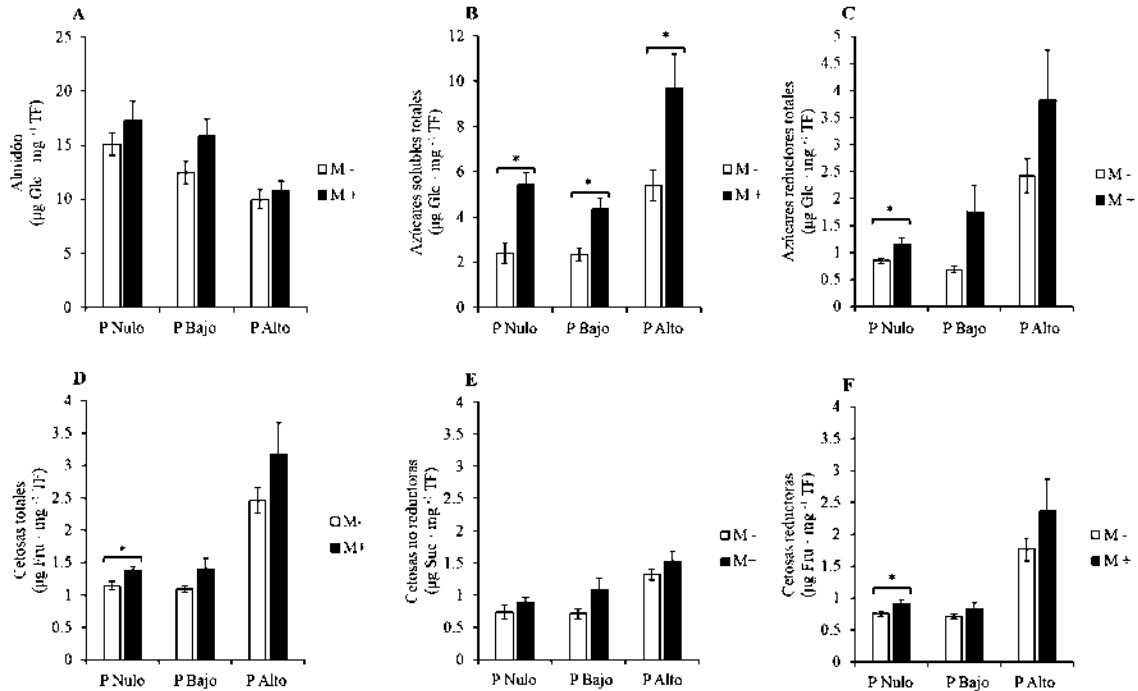 A
Almidón
(µg Glc · mg⁻¹ TF)
25
20
15
10
5
0
P Nulo P Bajo P Alto
M -
M +
B
Azúcares solubles totales
(µg Glc · mg⁻¹ TF)
12
10
8
6
4
2
0
*
*
*
P Nulo P Bajo P Alto
M -
M +
C
Azúcares reductores totales
(µg Glc · mg⁻¹ TF)
5
4.5
4
3.5
3
2.5
2
1.5
1
0.5
0
*
P Nulo P Bajo P Alto
M -
M +
D
Cetosas totales
(µg Fru · mg⁻¹ TF)
4
3.5
3
2.5
2
1.5
1
0.5
0
*
P Nulo P Bajo P Alto
M-
M+
E
Cetosas no reductoras
(µg Suc · mg⁻¹ TF)
4
3.5
3
2.5
2
1.5
1
0.5
0
P Nulo P Bajo P Alto
M-
M+
F
Cetosas reductoras
(µg Fru · mg⁻¹ TF)
4
3.5
3
2.5
2
1.5
1
0.5
0
*
P Nulo P Bajo P Alto
M -
M +